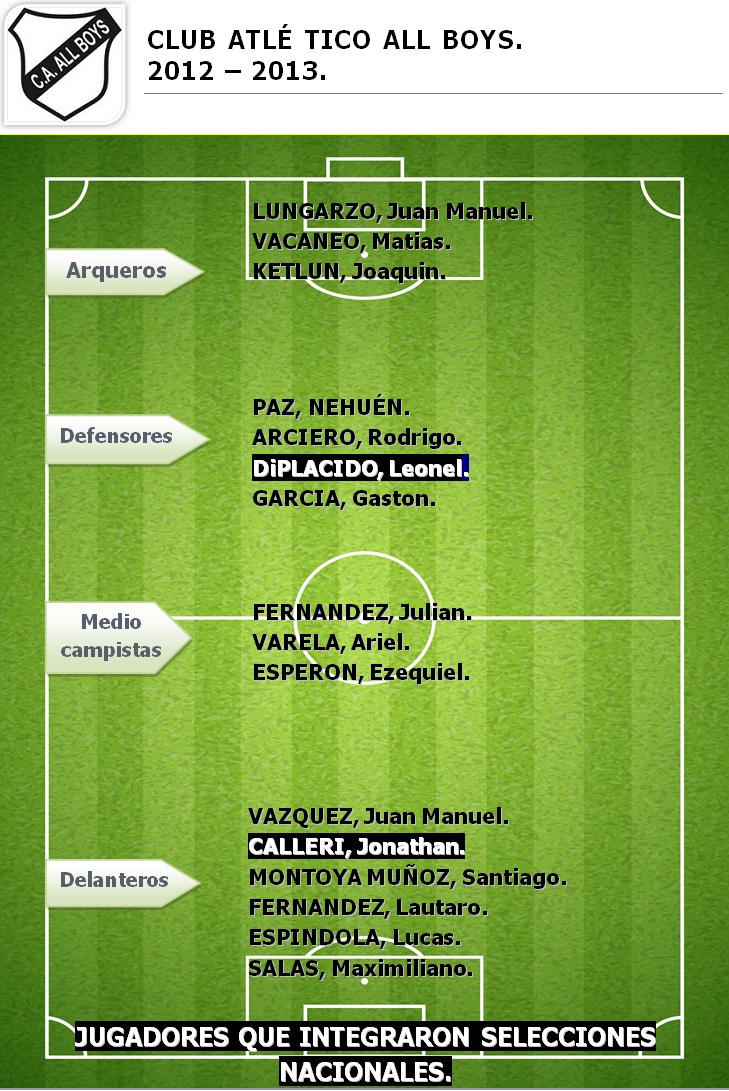 C.A. ALL BOYS
CLUB ATLÉ TICO ALL BOYS.
2012 – 2013.
Arqueros
LUNGARZO, Juan Manuel.
VACANEO, Matias.
KETLUN, Joaquin.
Defensores
PAZ, NEHUÉN.
ARCIERO, Rodrigo.
DiPLACIDO, Leonel.
GARCIA, Gaston.
Medio
campistas
FERNANDEZ, Julian.
VARELA, Ariel.
ESPERON, Ezequiel.
Delanteros
VAZQUEZ, Juan Manuel.
CALLERI, Jonathan.
MONTOYA MUÑOZ, Santiago.
FERNANDEZ, Lautaro.
ESPINDOLA, Lucas.
SALAS, Maximiliano.
JUGADORES QUE INTEGRARON SELECCIONES
NACIONALES.